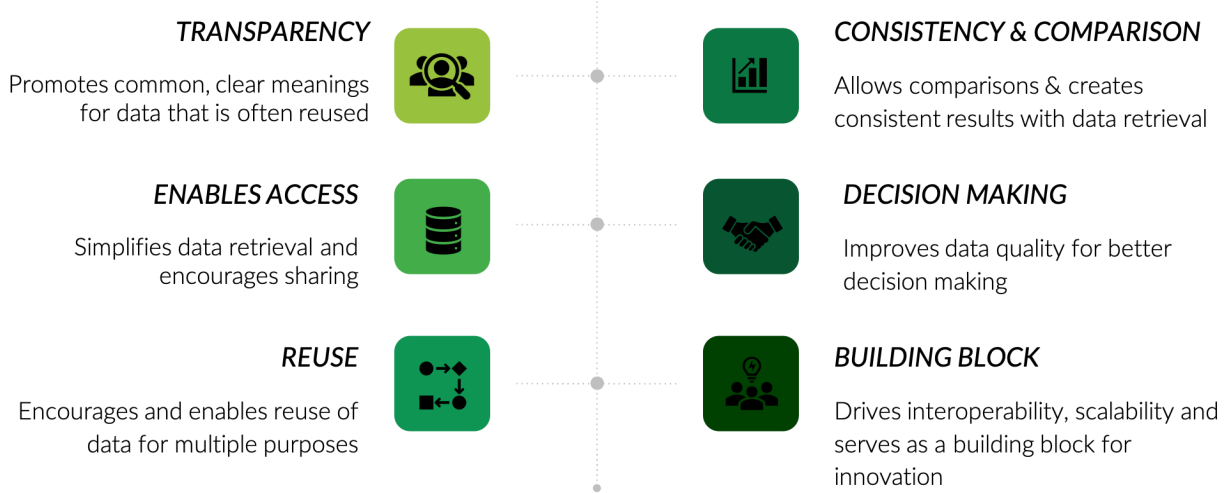 TRANSPARENCY
Promotes common, clear meanings
for data that is often reused
CONSISTENCY & COMPARISON
Allows comparisons & creates
consistent results with data retrieval
ENABLES ACCESS
Simplifies data retrieval and
encourages sharing
DECISION MAKING
Improves data quality for better
decision making
REUSE
Encourages and enables reuse of
data for multiple purposes
BUILDING BLOCK
Drives interoperability, scalability and
serves as a building block for
innovation